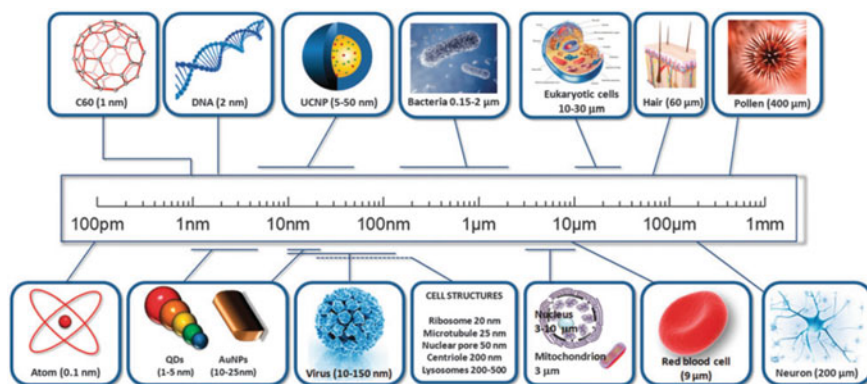 C60 (1 nm)
DNA (2 nm)
UCNP (5-50 nm)
Bacteria 0.15-2 µm
Eukaryotic cells
10-30 µm
Hair (60 µm)
Pollen (400 µm)
100pm 1nm 10nm 100nm 1µm 10µm 100µm 1mm
Atom (0.1 nm)
QDs
(1-5 nm)
AuNPs
(10-25nm)
Virus (10-150 nm)
CELL STRUCTURES
Ribosome 20 nm
Microtubule 25 nm
Nuclear pore 50 nm
Centriole 200 nm
Lysosomes 200-500
Nucleus
3-10 µm
Mitochondrion
3 µm
Red blood cell
(9 µm)
Neuron (200 µm)